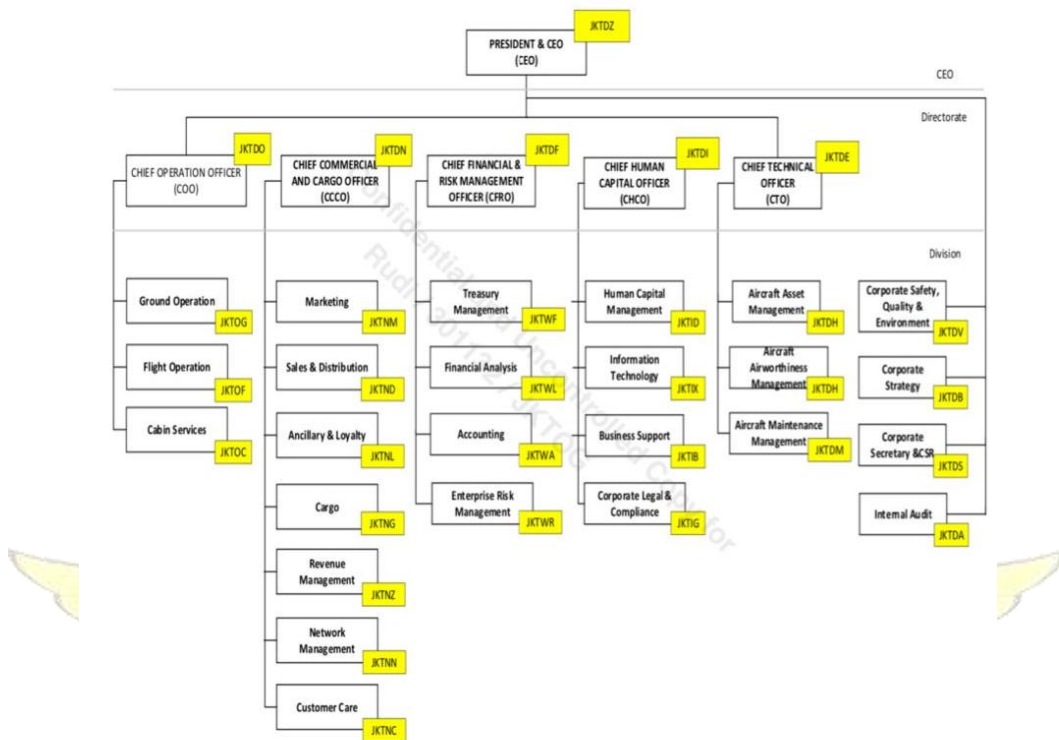 JKTDZ
PRESIDENT & CEO
(CEO)
CEO
Directorate
JKTDO
CHIEF OPERATION OFFICER
(COO)
JKTDN
CHIEF COMMERCIAL
AND CARGO OFFICER
(CCCO)
JKTDF
CHIEF FINANCIAL &
RISK MANAGEMENT
OFFICER (CFRO)
JKTDI
CHIEF HUMAN
CAPITAL OFFICER
(CHCO)
JKTDE
CHIEF TECHNICAL
OFFICER
(CTO)
Division
Ground Operation
JKTOG
Flight Operation
JKTOF
Cabin Services
JKTOC
Marketing
JKTNM
Sales & Distribution
JKTND
Ancillary & Loyalty
JKTNL
Cargo
JKTNG
Revenue
Management
JKTNZ
Network
Management
JKTNN
Customer Care
JKTNC
Treasury
Management
JKTWF
Financial Analysis
JKTWL
Accounting
JKTWA
Enterprise Risk
Management
JKTWR
Human Capital
Management
JKTID
Information
Technology
JKTIX
Business Support
JKTIB
Corporate Legal &
Compliance
JKTIG
Aircraft Asset
Management
JKTDH
Aircraft
Airworthiness
Management
JKTDH
Aircraft Maintenance
Management
JKTDM
Corporate Safety,
Quality &
Environment
JKTDV
Corporate
Strategy
JKTDB
Corporate
Secretary &CSR
JKTDS
Internal Audit
JKTDA
Uncontrolled Copy for
JKTOG